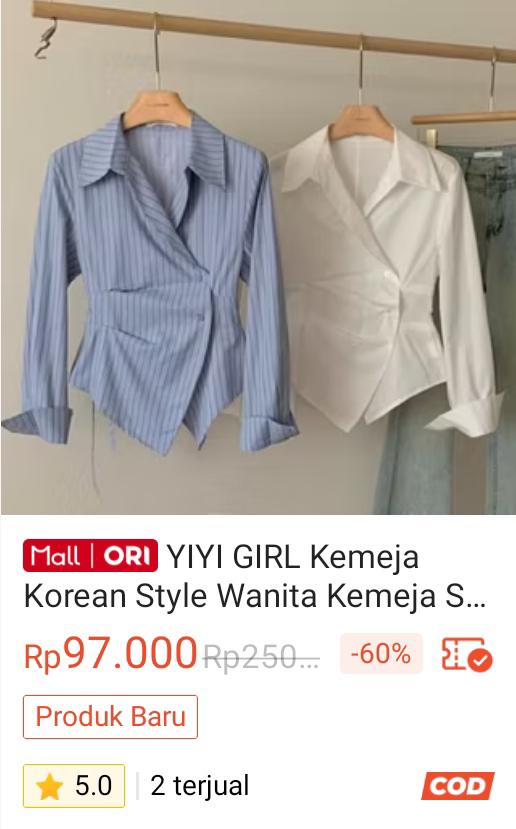 Mall | ORI YIYI GIRL Kemeja
Korean Style Wanita Kemeja S...
Rp97.000 Rp250... -60%
Produk Baru
5.0 2 terjual COD